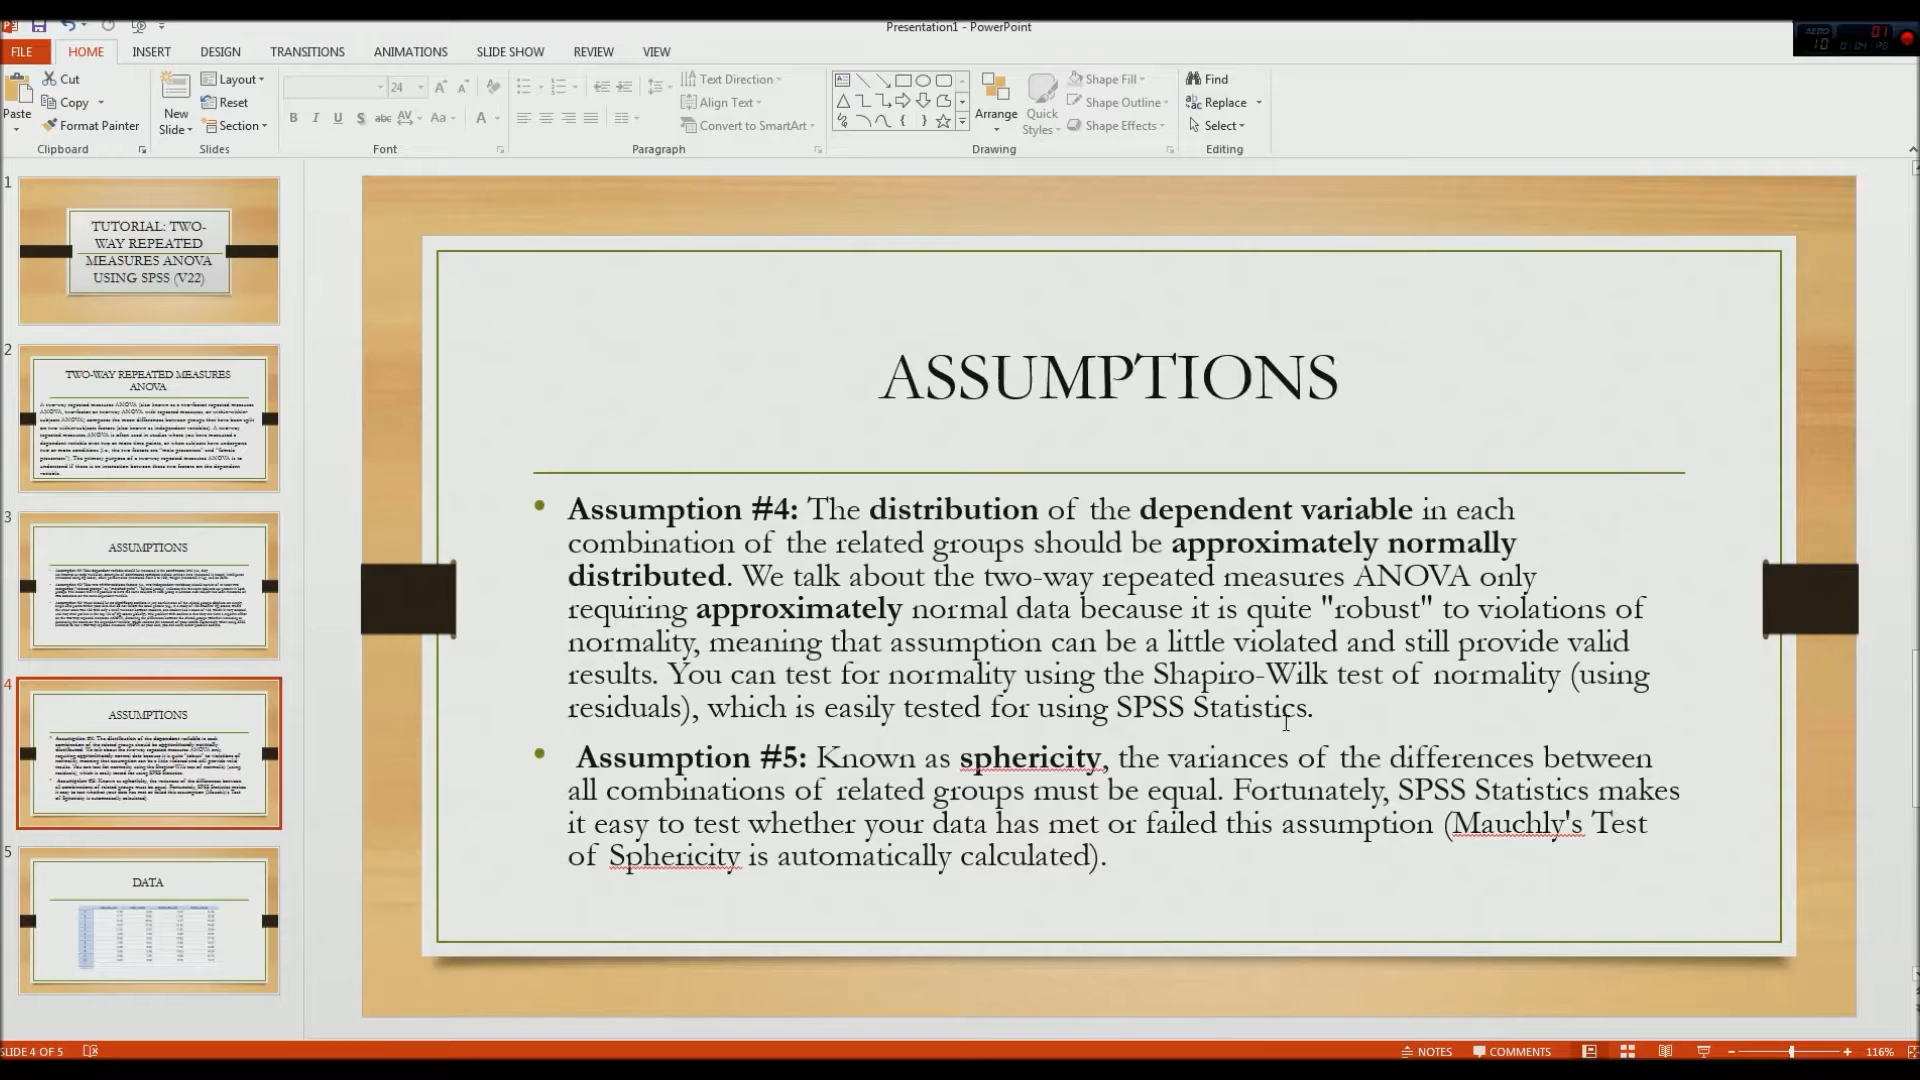 Presentation1 - PowerPoint
FILE HOME INSERT DESIGN TRANSITIONS ANIMATIONS SLIDE SHOW REVIEW VIEW
Paste
Cut
Copy
Format Painter
Clipboard
New
Slide
Layout
Reset
Section
Slides
24
B I U S abc AV Aa A
Font
Text Direction
Align Text
Convert to SmartArt
Paragraph
Arrange
Quick
Styles
Shape Fill
Shape Outline
Shape Effects
Drawing
Find
Replace
Select
Editing
1
TUTORIAL: TWO-
WAY REPEATED
MEASURES ANOVA
USING SPSS (V22)
2
TWO-WAY REPEATED MEASURES
ANOVA
3
ASSUMPTIONS
4
ASSUMPTIONS
5
DATA
ASSUMPTIONS
• Assumption #4: The distribution of the dependent variable in each
combination of the related groups should be approximately normally
distributed. We talk about the two-way repeated measures ANOVA only
requiring approximately normal data because it is quite "robust" to violations of
normality, meaning that assumption can be a little violated and still provide valid
results. You can test for normality using the Shapiro-Wilk test of normality (using
residuals), which is easily tested for using SPSS Statistics.
• Assumption #5: Known as sphericity, the variances of the differences between
all combinations of related groups must be equal. Fortunately, SPSS Statistics makes
it easy to test whether your data has met or failed this assumption (Mauchly's Test
of Sphericity is automatically calculated).
SLIDE 4 OF 5
NOTES COMMENTS 116%